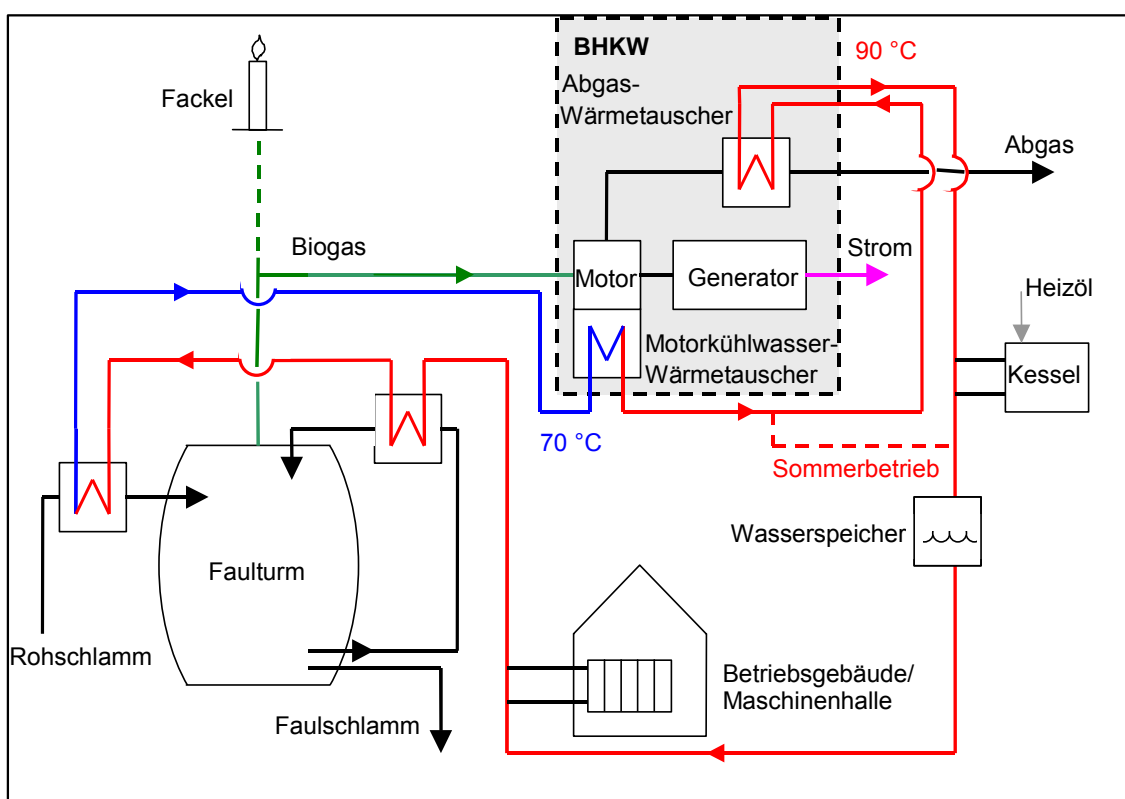 BHKW
90 °C
Abgas-
Wärmetauscher
Fackel
Abgas
Biogas
Strom
Motor
Generator
Heizöl
Motorkühlwasser-
Wärmetauscher
Kessel
70 °C
Sommerbetrieb
Wasserspeicher
Faulturm
Rohschlamm
Betriebsgebäude/
Maschinenhalle
Faulschlamm